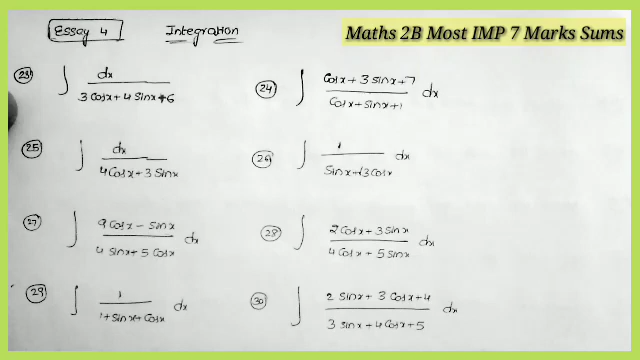 Essay 4 Integration Maths 2B Most IMP 7 Marks Sums
23 ∫ dx / (3 Cosx + 4 Sinx + 6) 24 ∫ (Cosx + 3 Sinx + 7) / (Cosx + Sinx + 1) dx
25 ∫ dx / (4 Cosx + 3 Sinx) 26 ∫ 1 / (Sinx + √3 Cosx) dx
27 ∫ (9 Cosx - Sinx) / (4 Sinx + 5 Cosx) dx 28 ∫ (2 Cosx + 3 Sinx) / (4 Cosx + 5 Sinx) dx
29 ∫ 1 / (1 + Sinx + Cosx) dx 30 ∫ (2 Sinx + 3 Cosx + 4) / (3 Sinx + 4 Cosx + 5) dx